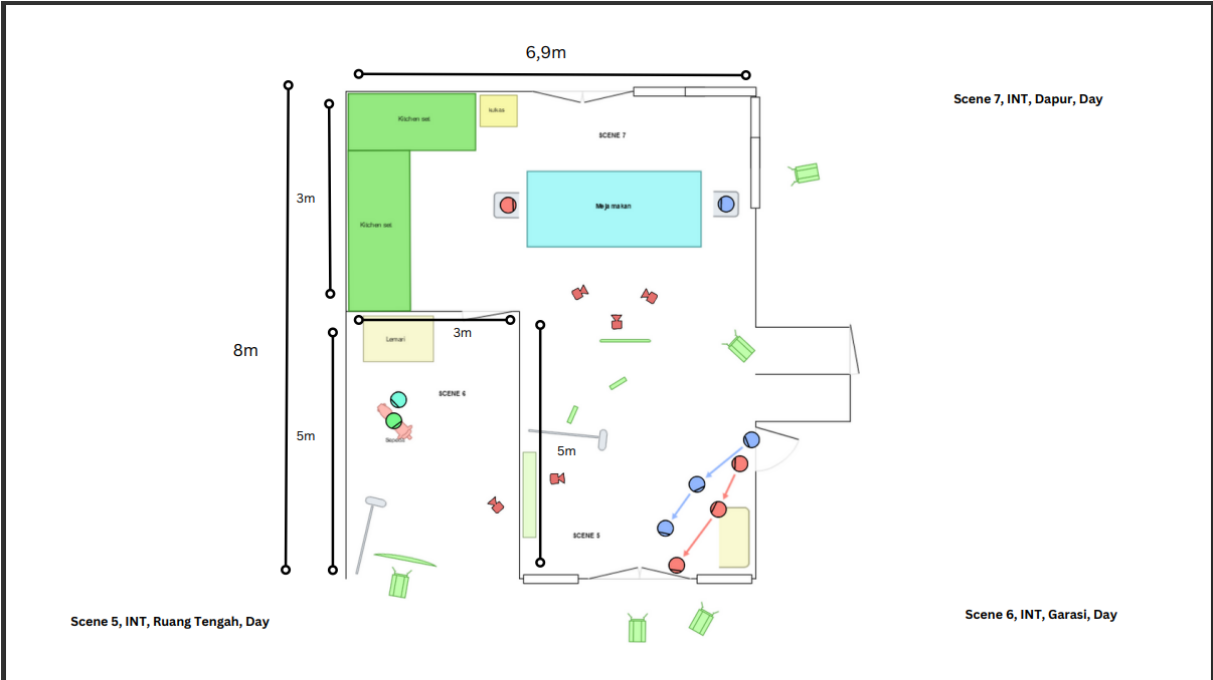 6,9m
Scene 7, INT, Dapur, Day
Kitchen set
kulkas
SCENE 7
3m
Meja makan
Kitchen set
3m
Lemari
8m
SCENE 6
5m
5m
SCENE 5
Scene 5, INT, Ruang Tengah, Day
Scene 6, INT, Garasi, Day